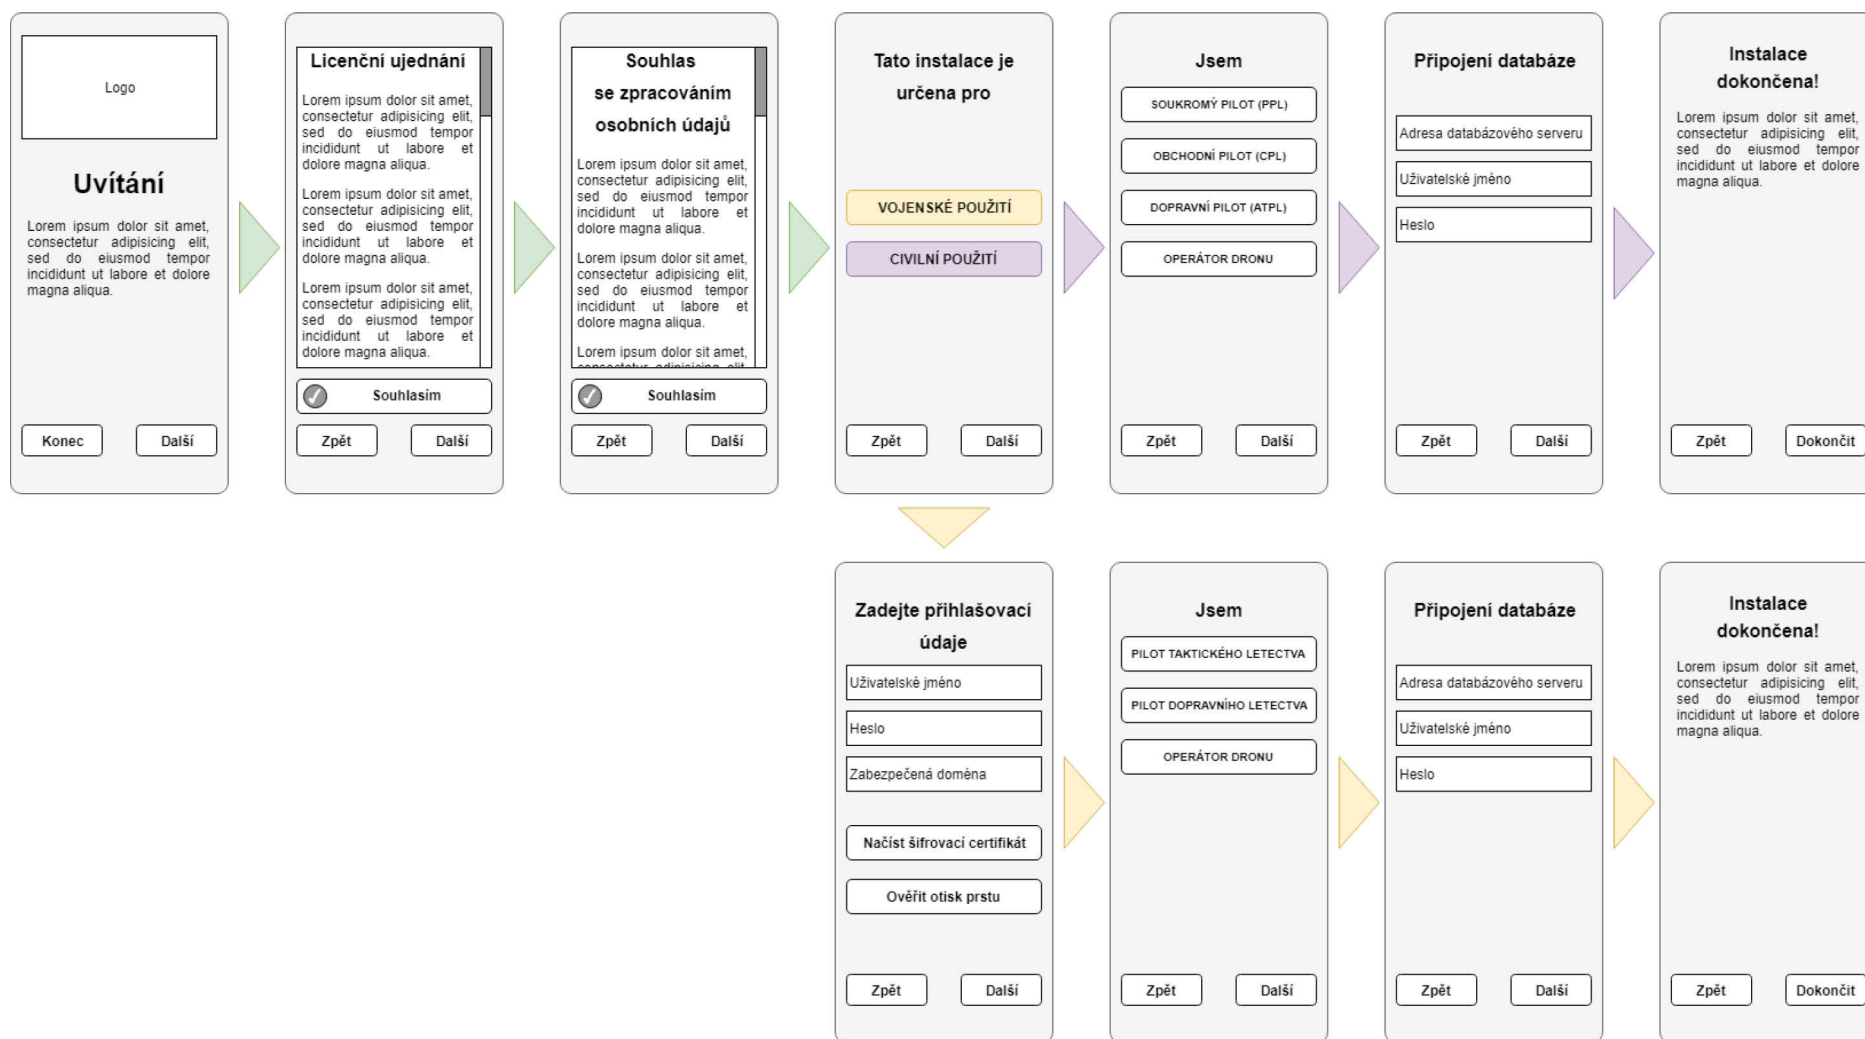 Logo
Uvítání
Lorem ipsum dolor sit amet,
consectetur adipisicing elit,
sed do eiusmod tempor
incididunt ut labore et dolore
magna aliqua.
Konec
Další
Licenční ujednání
Lorem ipsum dolor sit amet,
consectetur adipisicing elit,
sed do eiusmod tempor
incididunt ut labore et
dolore magna aliqua.
Lorem ipsum dolor sit amet,
consectetur adipisicing elit,
sed do eiusmod tempor
incididunt ut labore et
dolore magna aliqua.
Lorem ipsum dolor sit amet,
consectetur adipisicing elit,
sed do eiusmod tempor
incididunt ut labore et
dolore magna aliqua.
Souhlasím
Zpět
Další
Souhlas
se zpracováním
osobních údajů
Lorem ipsum dolor sit amet,
consectetur adipisicing elit,
sed do eiusmod tempor
incididunt ut labore et
dolore magna aliqua.
Lorem ipsum dolor sit amet,
consectetur adipisicing elit,
sed do eiusmod tempor
incididunt ut labore et
dolore magna aliqua.
Lorem ipsum dolor sit amet,
consectetur adipisicing elit,
Souhlasím
Zpět
Další
Tato instalace je
určena pro
VOJENSKÉ POUŽITÍ
CIVILNÍ POUŽITÍ
Zpět
Další
Jsem
SOUKROMÝ PILOT (PPL)
OBCHODNÍ PILOT (CPL)
DOPRAVNÍ PILOT (ATPL)
OPERÁTOR DRONU
Zpět
Další
Připojení databáze
Adresa databázového serveru
Uživatelské jméno
Heslo
Zpět
Další
Instalace
dokončena!
Lorem ipsum dolor sit amet,
consectetur adipisicing elit,
sed do eiusmod tempor
incididunt ut labore et dolore
magna aliqua.
Zpět
Dokončit
Zadejte přihlašovací
údaje
Uživatelské jméno
Heslo
Zabezpečená doména
Načíst šifrovací certifikát
Ověřit otisk prstu
Zpět
Další
Jsem
PILOT TAKTICKÉHO LETECTVA
PILOT DOPRAVNÍHO LETECTVA
OPERÁTOR DRONU
Zpět
Další
Připojení databáze
Adresa databázového serveru
Uživatelské jméno
Heslo
Zpět
Další
Instalace
dokončena!
Lorem ipsum dolor sit amet,
consectetur adipisicing elit,
sed do eiusmod tempor
incididunt ut labore et dolore
magna aliqua.
Zpět
Dokončit